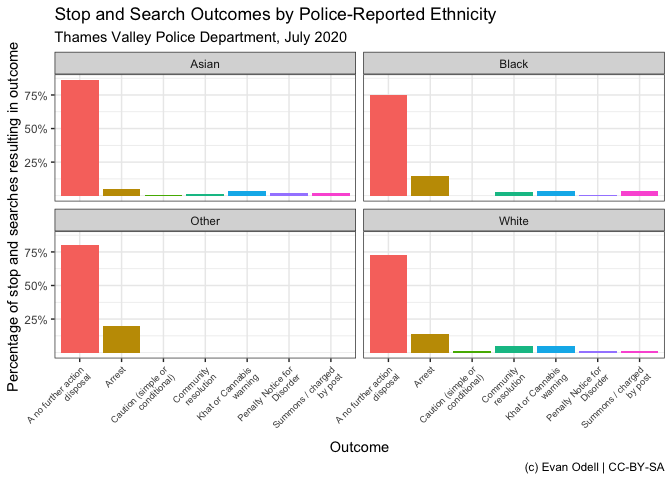 Stop and Search Outcomes by Police-Reported Ethnicity
Thames Valley Police Department, July 2020
Percentage of stop and searches resulting in outcome
Asian
Black
75%
50%
25%
Other
White
75%
50%
25%
A no further action
disposal
Arrest
Caution (simple or
conditional)
Community
resolution
Khat or Cannabis
warning
Penalty Notice for
Disorder
Summons / charged
by post
A no further action
disposal
Arrest
Caution (simple or
conditional)
Community
resolution
Khat or Cannabis
warning
Penalty Notice for
Disorder
Summons / charged
by post
Outcome
(c) Evan Odell | CC-BY-SA